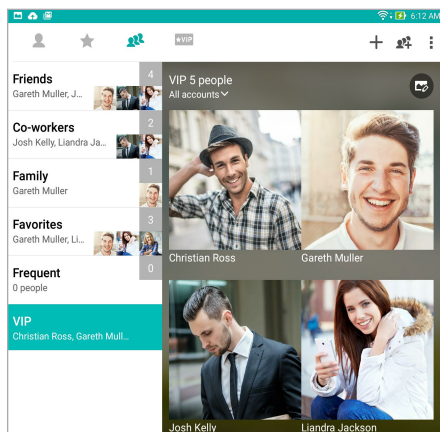 6:12 AM
VIP
Friends
4
Gareth Muller, J...
Co-workers
2
Josh Kelly, Liandra Ja...
Family
1
Gareth Muller
Favorites
3
Gareth Muller, Li...
Frequent
0
0 people
VIP
Christian Ross, Gareth Mull...
VIP 5 people
All accounts
Christian Ross
Gareth Muller
Josh Kelly
Liandra Jackson